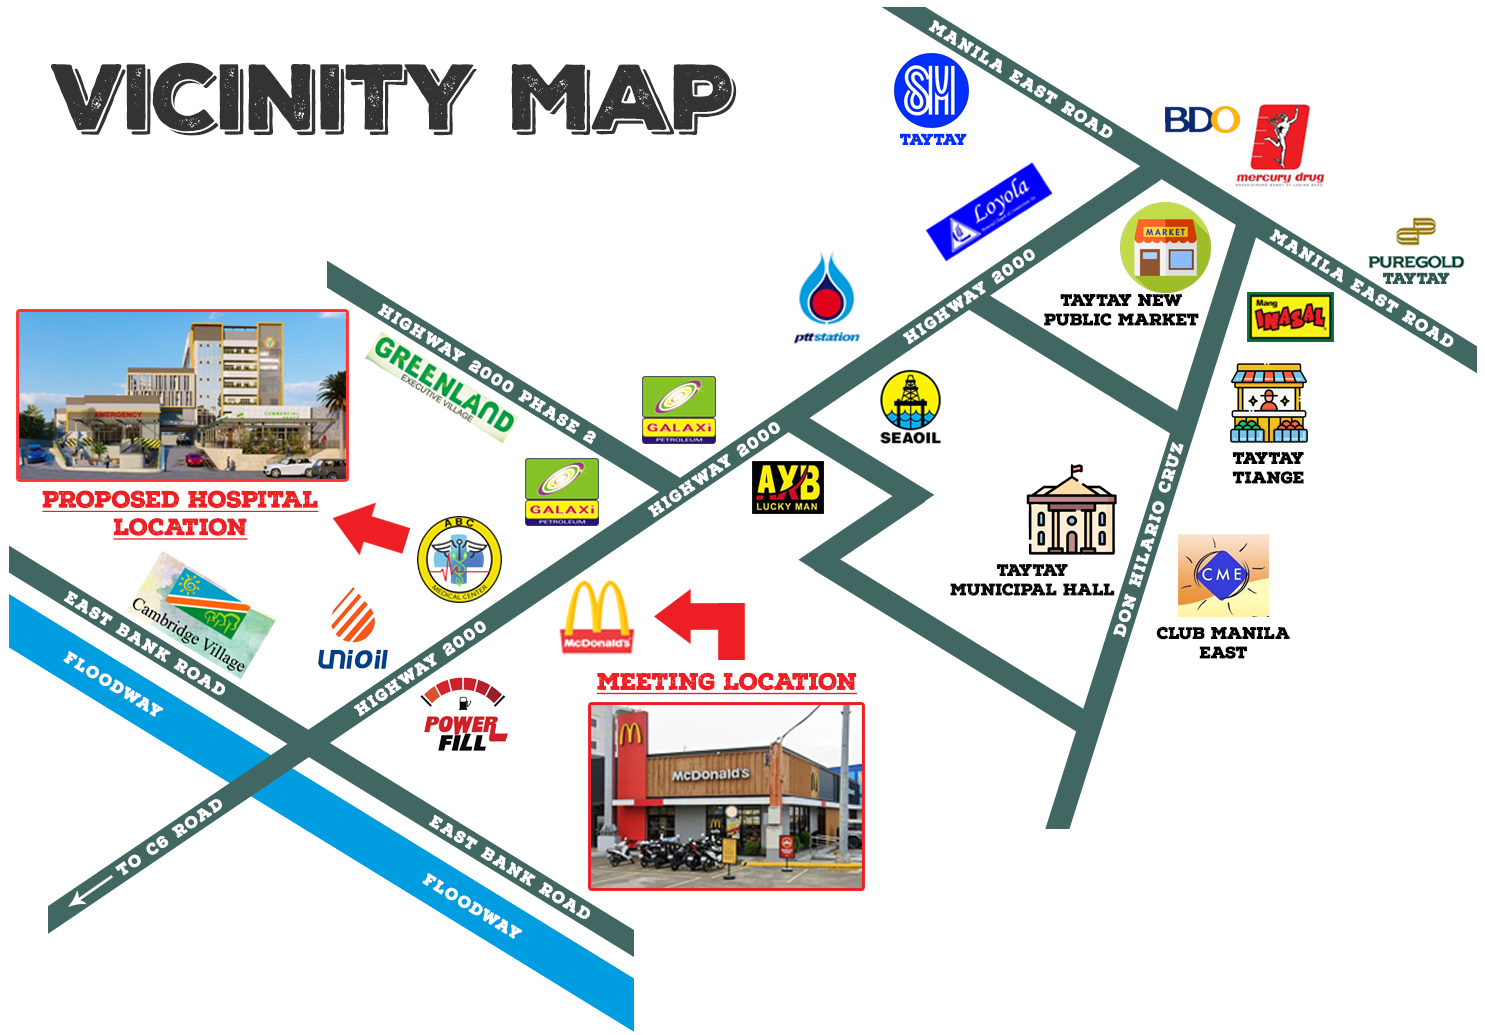 VICINITY MAP
MANILA EAST ROAD
SM
TAYTAY
BDO
mercury drug
Loyola
MARKET
TAYTAY NEW
PUBLIC MARKET
MANILA EAST ROAD
PUREGOLD
TAYTAY
Mang
INASAL
HIGHWAY 2000
ptt station
HIGHWAY 2000 PHASE 2
GREENLAND
EXECUTIVE VILLAGE
EMERGENCY
PROPOSED HOSPITAL
LOCATION
GALAXi
PETROLEUM
GALAXi
PETROLEUM
HIGHWAY 2000
SEAOIL
AXB
LUCKY MAN
TAYTAY
TIANGE
DON HILARIO CRUZ
TAYTAY
MUNICIPAL HALL
CME
CLUB MANILA
EAST
ABC
MEDICAL CENTER
Cambridge Village
UNIOIL
McDonald's
MEETING LOCATION
McDonald's
HIGHWAY 2000
POWER
FILL
EAST BANK ROAD
FLOODWAY
TO C6 ROAD
EAST BANK ROAD
FLOODWAY